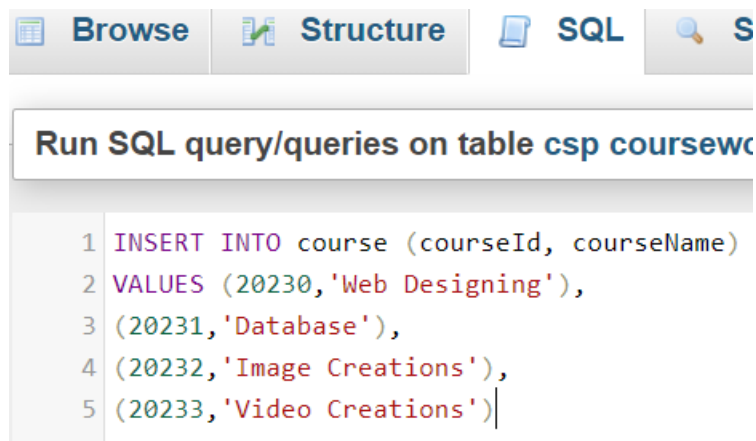 Browse Structure SQL S
Run SQL query/queries on table csp
1 INSERT INTO course (courseId, courseName)
2 VALUES (20230,'Web Designing'),
3 (20231,'Database'),
4 (20232,'Image Creations'),
5 (20233,'Video Creations')